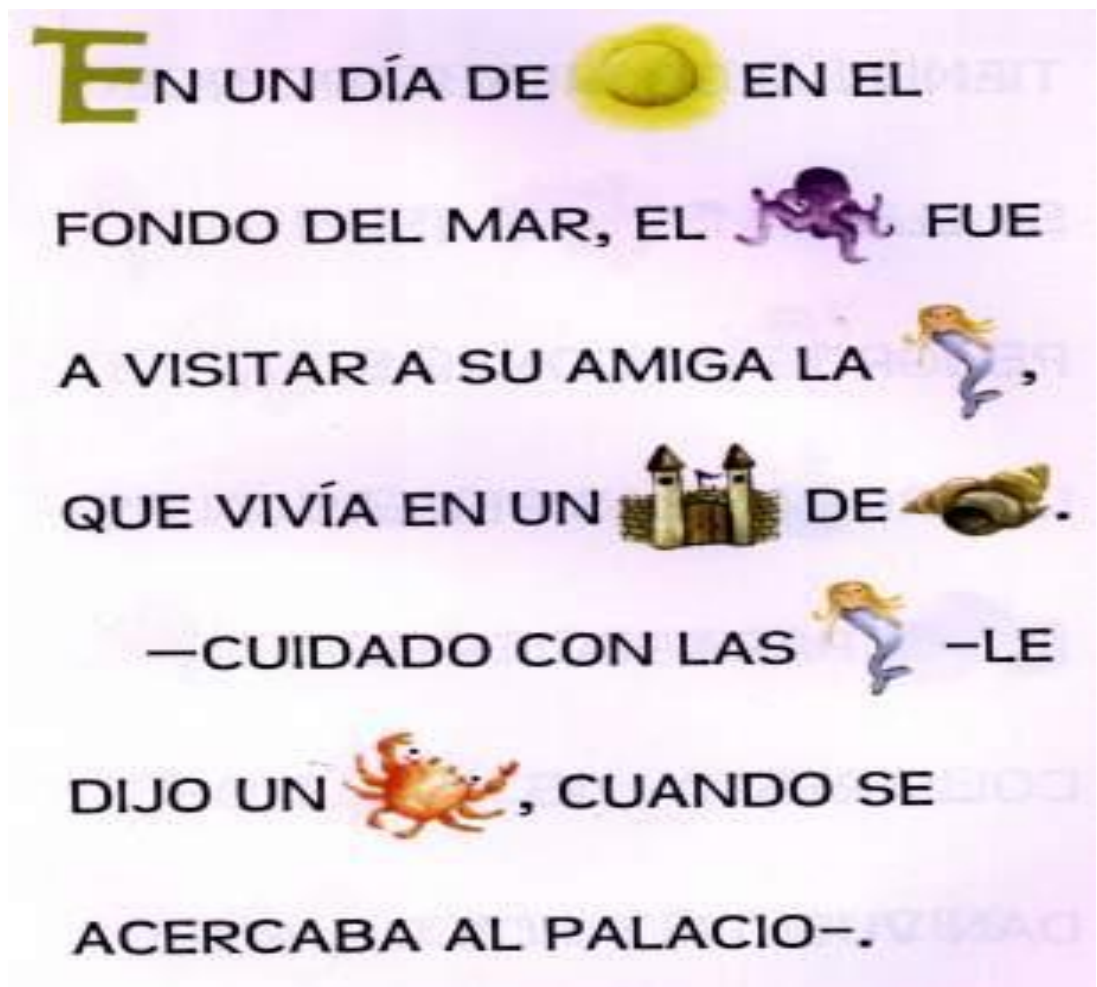 EN UN DÍA DE EN EL
FONDO DEL MAR, EL FUE
A VISITAR A SU AMIGA LA ,
QUE VIVÍA EN UN DE .
—CUIDADO CON LAS –LE
DIJO UN , CUANDO SE
ACERCABA AL PALACIO–.